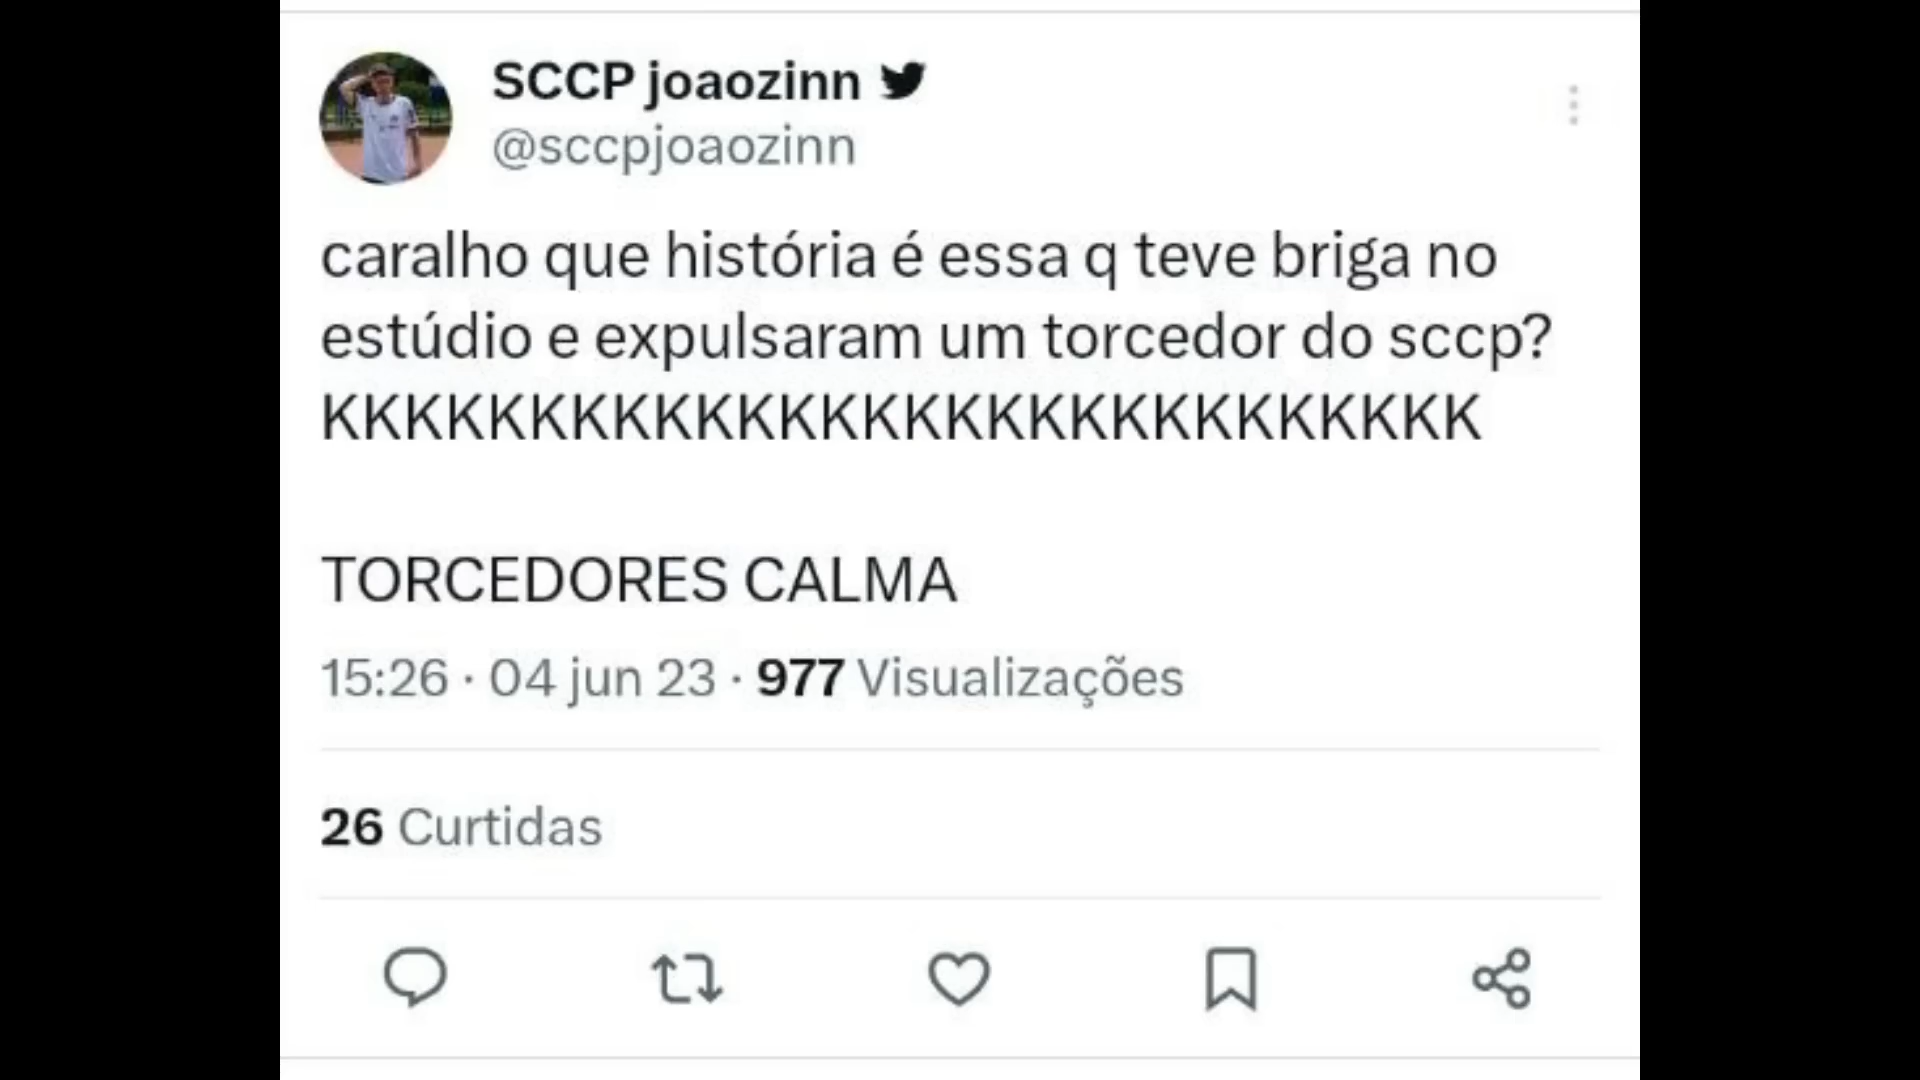 SCCP joaozinn
@sccpjoaozinn
caralho que história é essa q teve briga no
estúdio e expulsaram um torcedor do sccp?
KKKKKKKKKKKKKKKKKKKKKKKKKKKK
TORCEDORES CALMA
15:26 · 04 jun 23 · 977 Visualizações
26 Curtidas